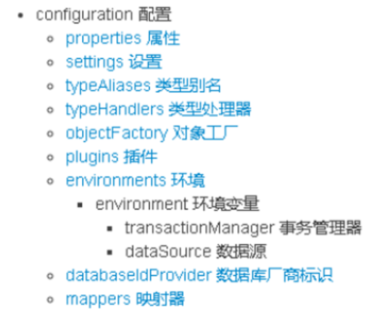 configuration 配置
properties 属性
settings 设置
typeAliases 类型别名
typeHandlers 类型处理器
objectFactory 对象工厂
plugins 插件
environments 环境
environment 环境变量
transactionManager 事务管理器
dataSource 数据源
databaseIdProvider 数据库厂商标识
mappers 映射器